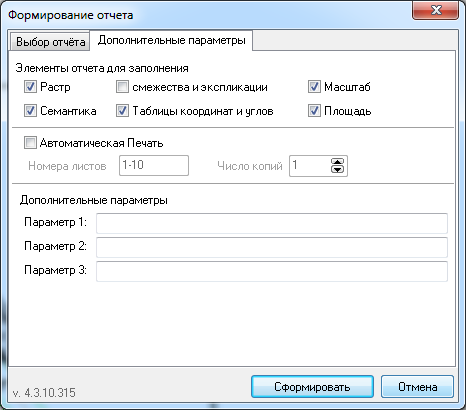 Формирование отчета
Выбор отчёта Дополнительные параметры
Элементы отчета для заполнения
Растр смежества и экспликации Масштаб
Семантика Таблицы координат и углов Площадь
Автоматическая Печать
Номера листов 1-10 Число копий 1
Дополнительные параметры
Параметр 1:
Параметр 2:
Параметр 3:
v. 4.3.10.315 Сформировать Отмена